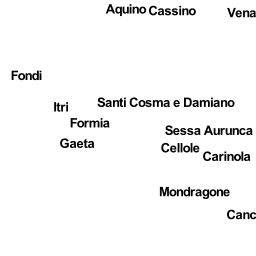 Aquino
Cassino
Vena
Fondi
Itri
Santi Cosma e Damiano
Formia
Sessa Aurunca
Gaeta
Cellole
Carinola
Mondragone
Canc